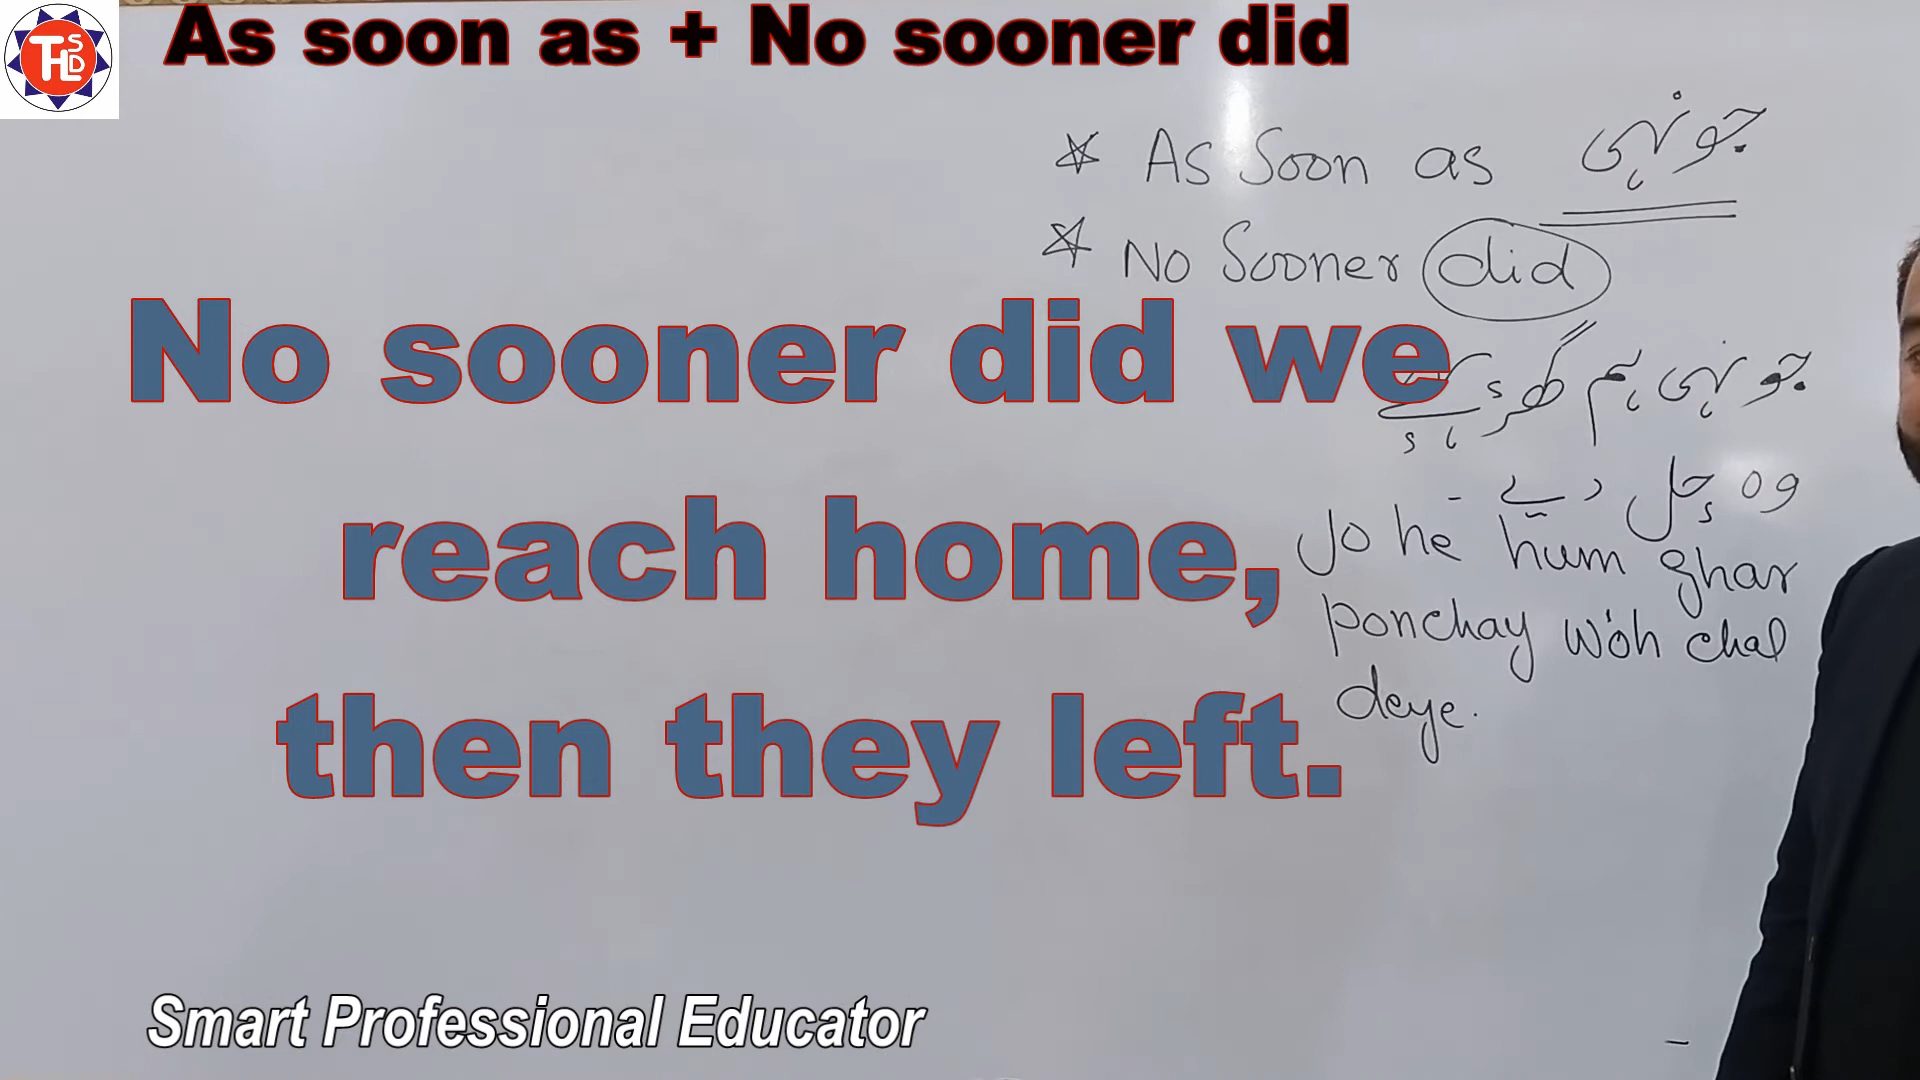 As soon as + No sooner did
THSLD
* As Soon as جونہی
* No Sooner did
No sooner did we
جونہی ہم گھر پہنچے
reach home,
وہ چل دیے -
Jo he hum ghar
ponchay woh chal
then they left.
deye.
Smart Professional Educator